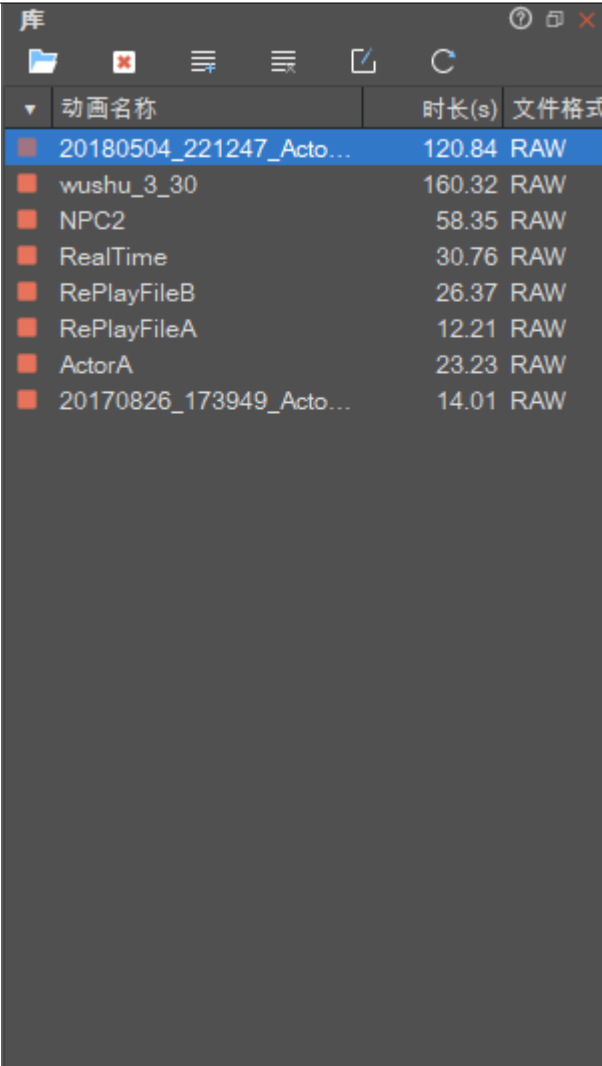 库
动画名称 时长(s) 文件格式
20180504_221247_Acto... 120.84 RAW
wushu_3_30 160.32 RAW
NPC2 58.35 RAW
RealTime 30.76 RAW
RePlayFileB 26.37 RAW
RePlayFileA 12.21 RAW
ActorA 23.23 RAW
20170826_173949_Acto... 14.01 RAW